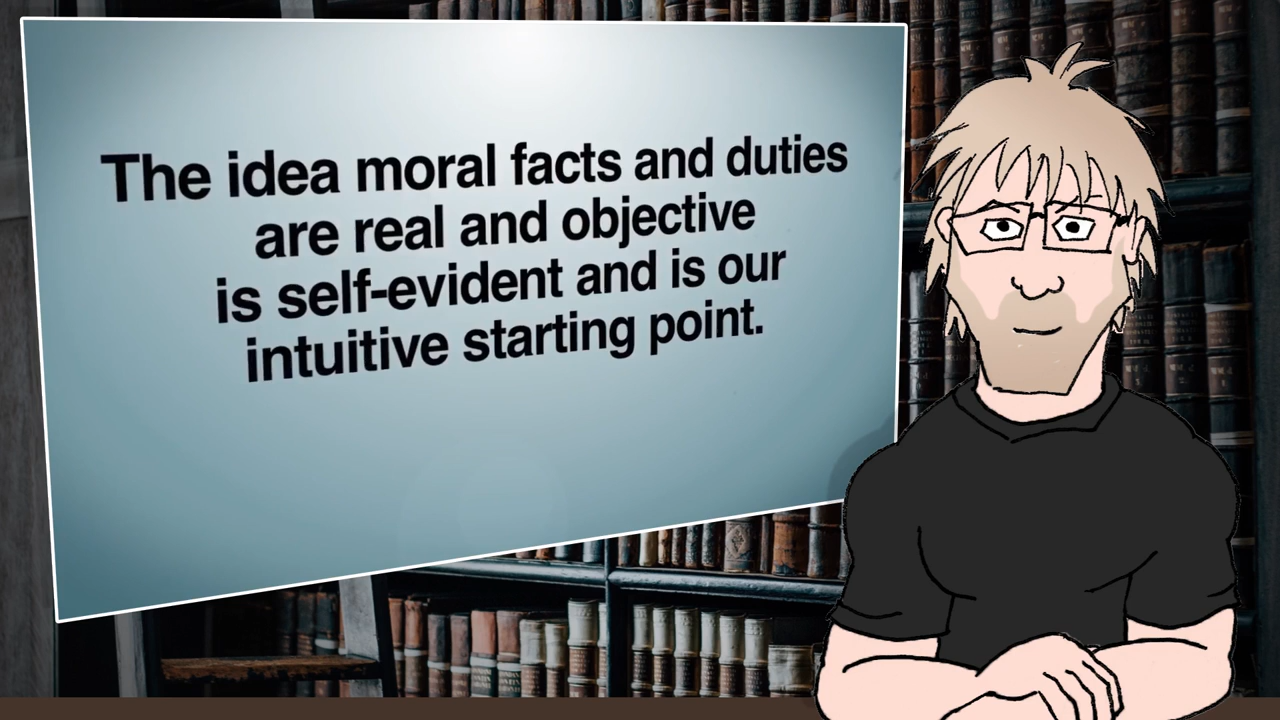 The idea moral facts and duties
are real and objective
is self-evident and is our
intuitive starting point.